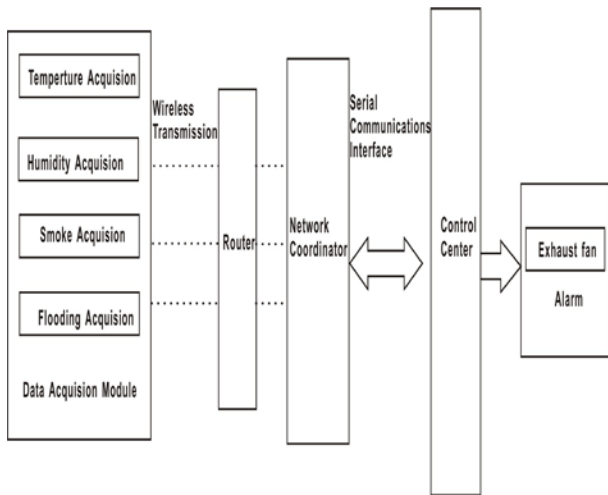 Temperture Acquision
Humidity Acquision
Smoke Acquision
Flooding Acquision
Data Acquision Module
Wireless
Transmission
Router
Network
Coordinator
Serial
Communications
Interface
Control
Center
Exhaust fan
Alarm